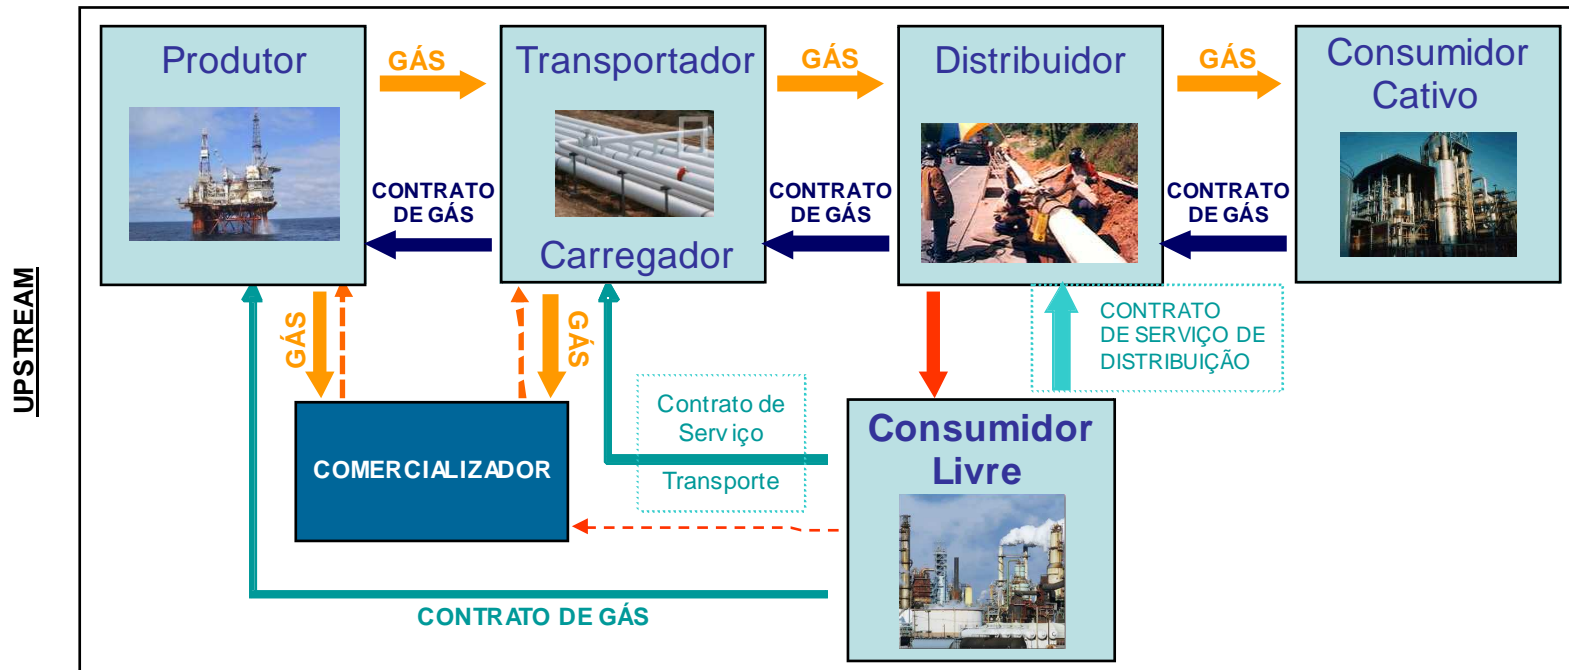 UPSTREAM
Produtor
GÁS
Transportador
GÁS
Distribuidor
GÁS
Consumidor
Cativo
CONTRATO
DE GÁS
CONTRATO
DE GÁS
CONTRATO
DE GÁS
Carregador
GÁS
GÁS
CONTRATO
DE SERVIÇO DE
DISTRIBUIÇÃO
COMERCIALIZADOR
Contrato de
Serviço
Transporte
Consumidor
Livre
CONTRATO DE GÁS